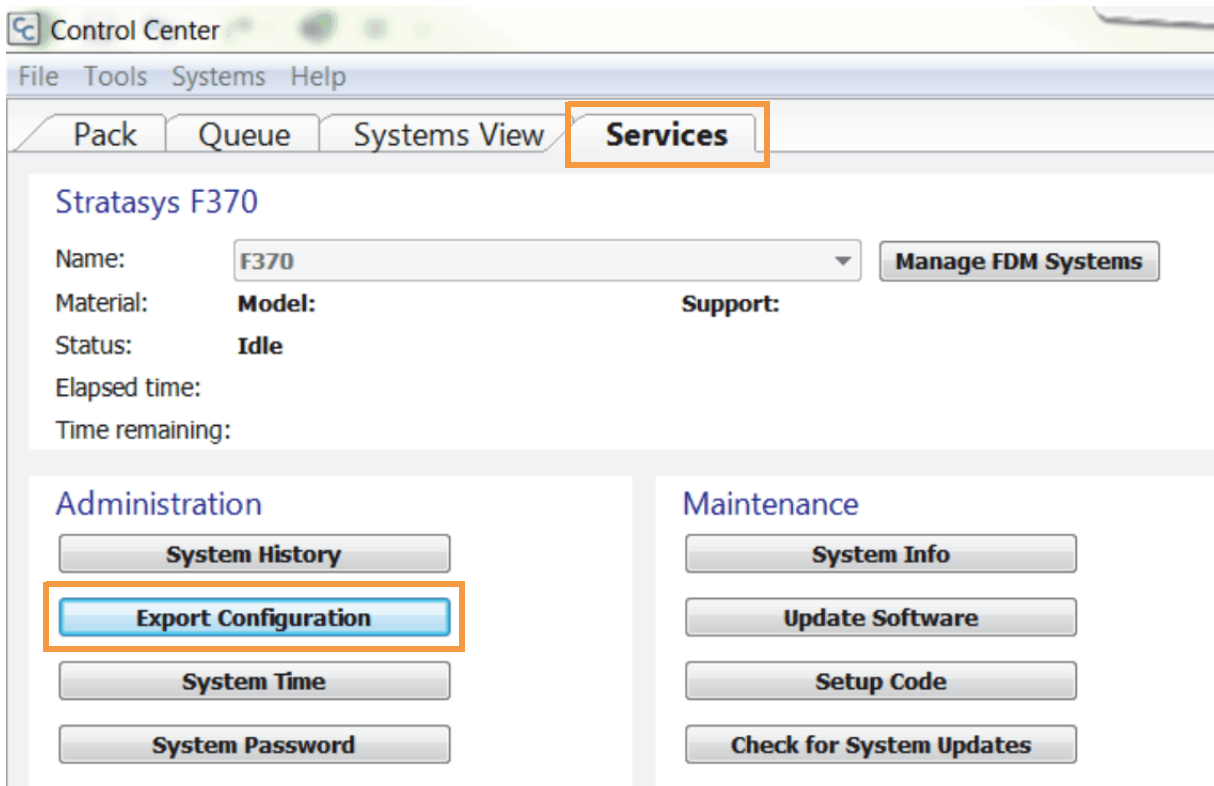 Control Center
File Tools Systems Help
Pack Queue Systems View Services
Stratasys F370
Name: F370 Manage FDM Systems
Material: Model: Support:
Status: Idle
Elapsed time:
Time remaining:
Administration
System History
Export Configuration
System Time
System Password
Maintenance
System Info
Update Software
Setup Code
Check for System Updates